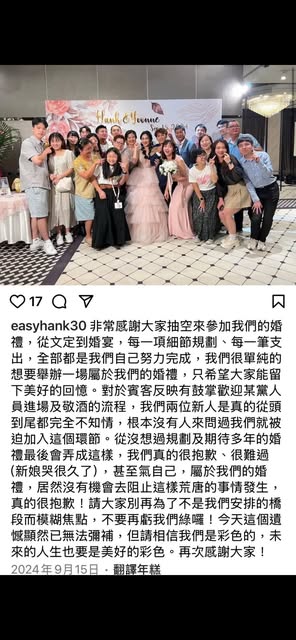 Hank & Yvonne
17
easyhank30 非常感謝大家抽空來參加我們的婚
禮，從文定到婚宴，每一項細節規劃、每一筆支
出，全部都是我們自己努力完成，我們很單純的
想要舉辦一場屬於我們的婚禮，只希望大家能留
下美好的回憶。對於賓客反映有鼓掌歡迎某黨人
員進場及敬酒的流程，我們兩位新人是真的從頭
到尾都完全不知情，根本沒有人來問過我們就被
迫加入這個環節。從沒想過規劃及期待多年的婚
禮最後會弄成這樣，我們真的很抱歉、很難過
(新娘哭很久了)，甚至氣自己，屬於我們的婚
禮，居然沒有機會去阻止這樣荒唐的事情發生，
真的很抱歉！請大家別再為了不是我們安排的橋
段而模糊焦點，不要再虧我們綠囉！今天這個遺
憾顯然已無法彌補，但請相信我們是彩色的，未
來的人生也要是美好的彩色。再次感謝大家！
2024年9月15日・翻譯年糕